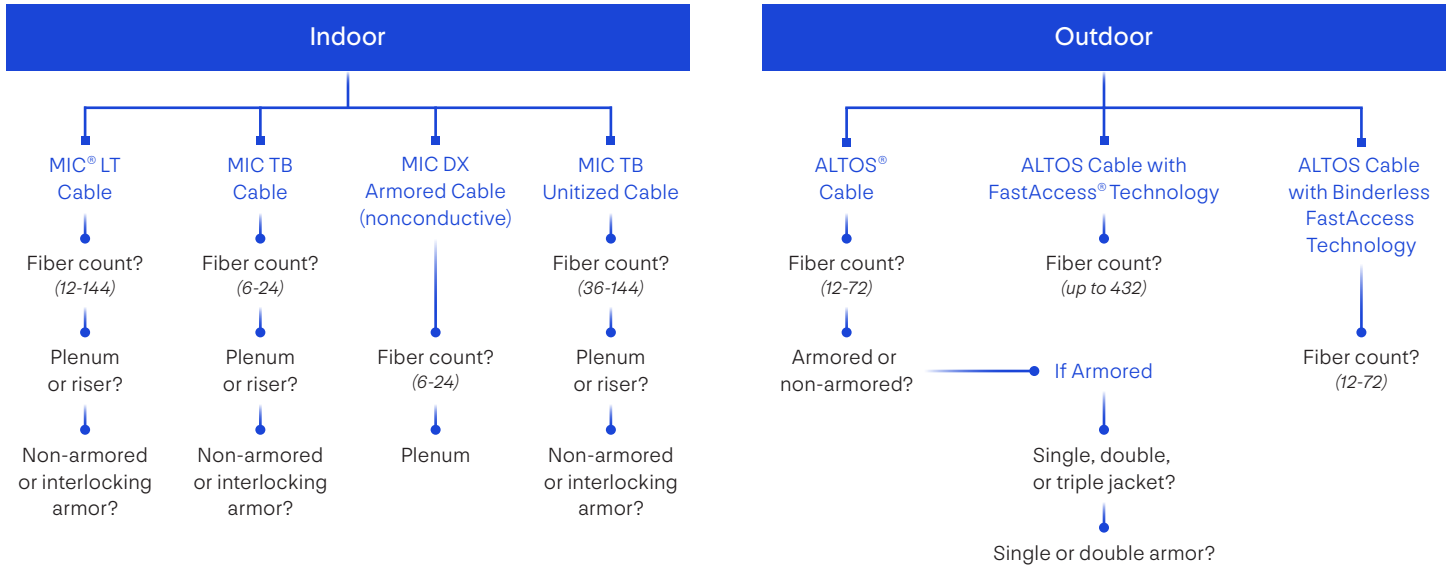 Indoor
MIC® LT
Cable
Fiber count?
(12-144)
Plenum
or riser?
Non-armored
or interlocking
armor?
MIC TB
Cable
Fiber count?
(6-24)
Plenum
or riser?
Non-armored
or interlocking
armor?
MIC DX
Armored Cable
(nonconductive)
Fiber count?
(6-24)
Plenum
MIC TB
Unitized Cable
Fiber count?
(36-144)
Plenum
or riser?
Non-armored
or interlocking
armor?
Outdoor
ALTOS®
Cable
Fiber count?
(12-72)
Armored or
non-armored?
ALTOS Cable with
FastAccess® Technology
Fiber count?
(up to 432)
If Armored
Single, double,
or triple jacket?
Single or double armor?
ALTOS Cable
with Binderless
FastAccess
Technology
Fiber count?
(12-72)